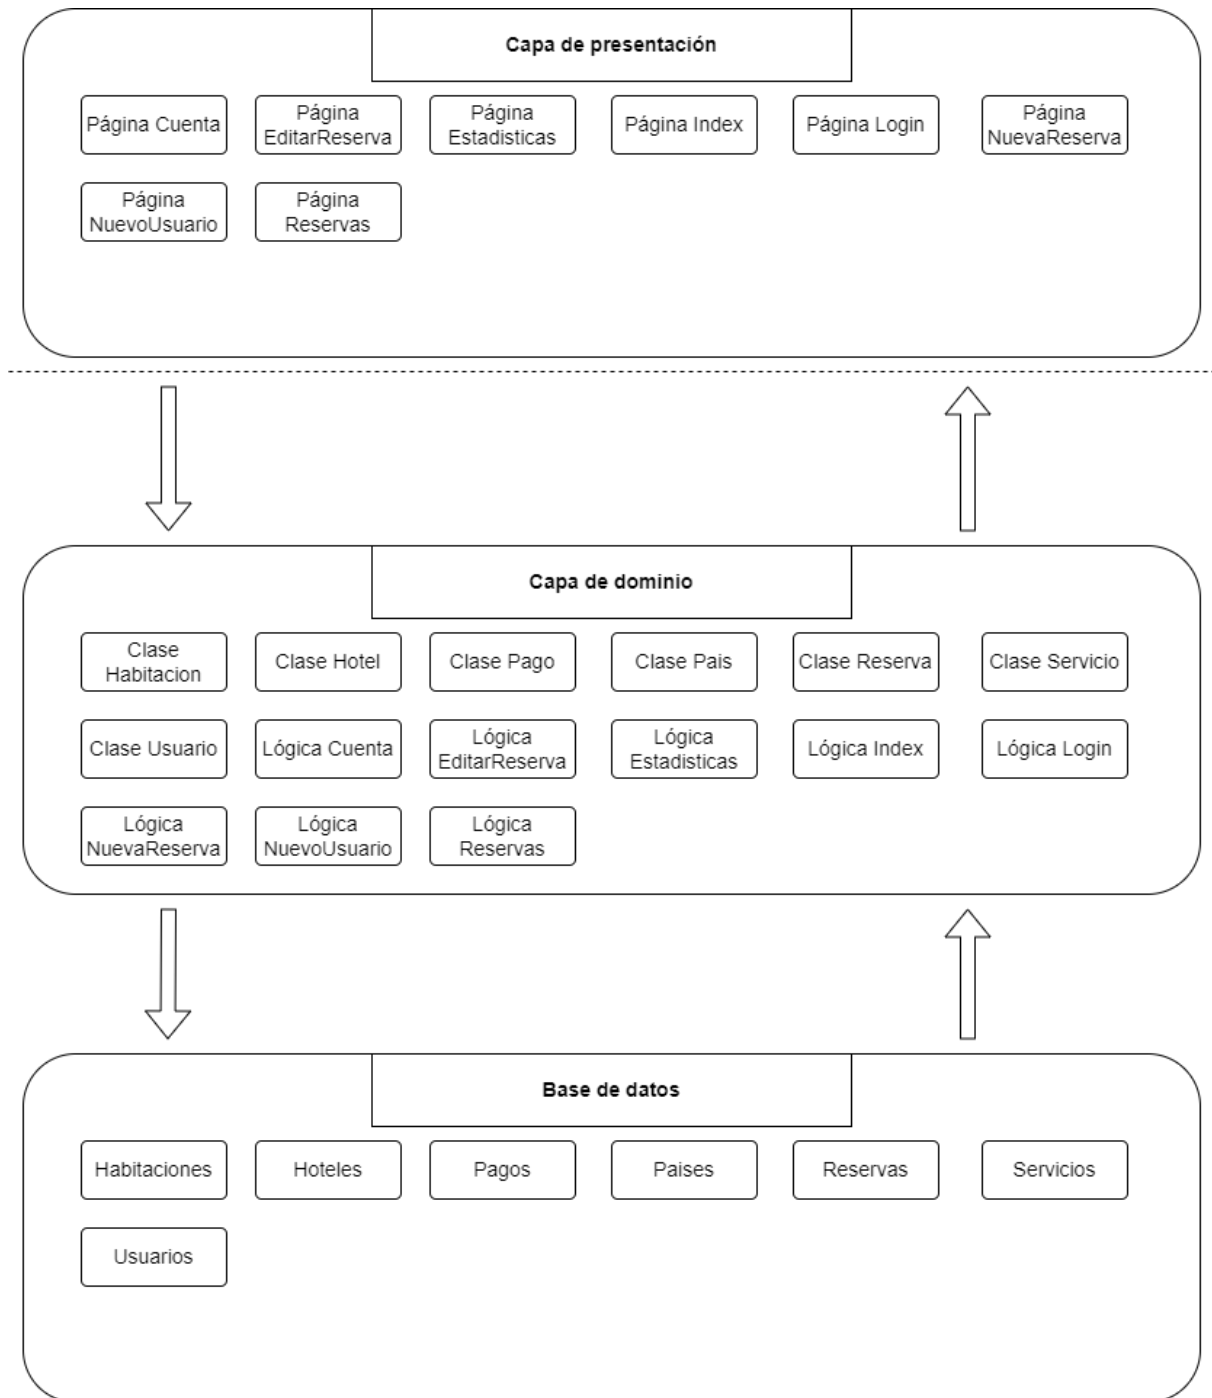 Capa de presentación
Página Cuenta
Página
EditarReserva
Página
Estadisticas
Página Index
Página Login
Página
NuevaReserva
Página
NuevoUsuario
Página
Reservas
Capa de dominio
Clase
Habitacion
Clase Hotel
Clase Pago
Clase Pais
Clase Reserva
Clase Servicio
Clase Usuario
Lógica Cuenta
Lógica
EditarReserva
Lógica
Estadisticas
Lógica Index
Lógica Login
Lógica
NuevaReserva
Lógica
NuevoUsuario
Lógica
Reservas
Base de datos
Habitaciones
Hoteles
Pagos
Paises
Reservas
Servicios
Usuarios